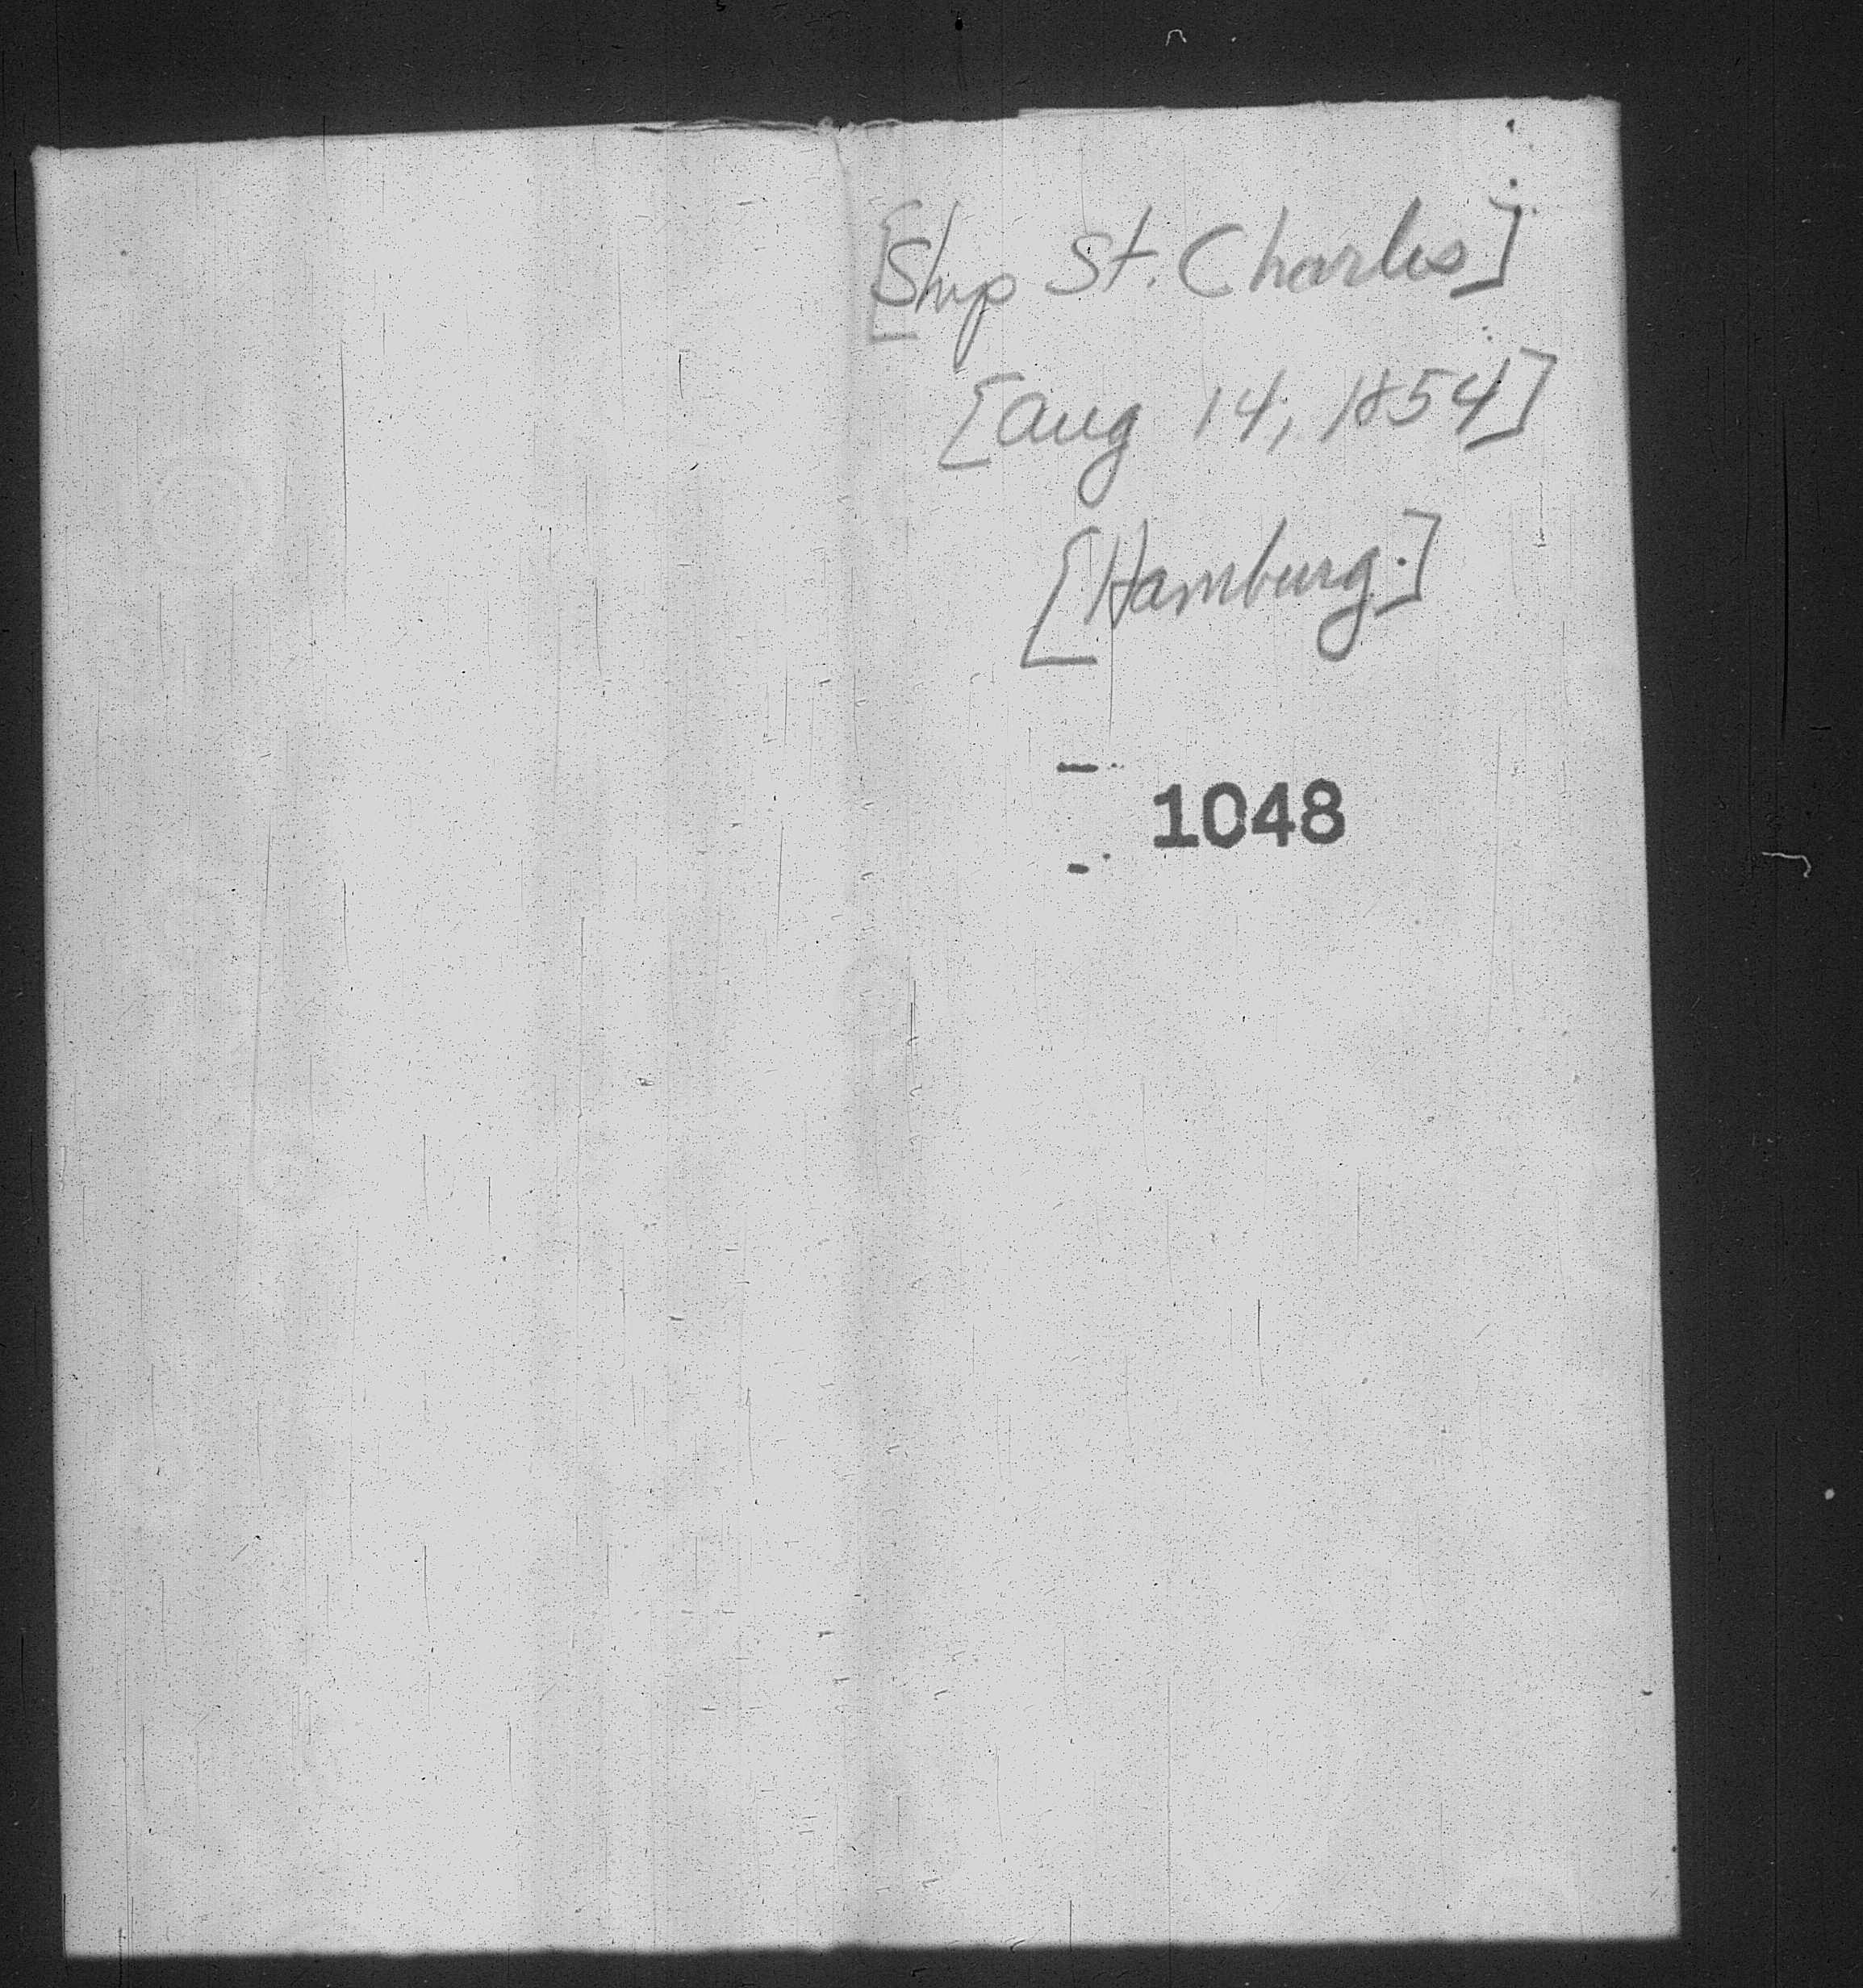 [Ship St. Charles]
[Aug 14, 1854]
[Hamburg.]
1048